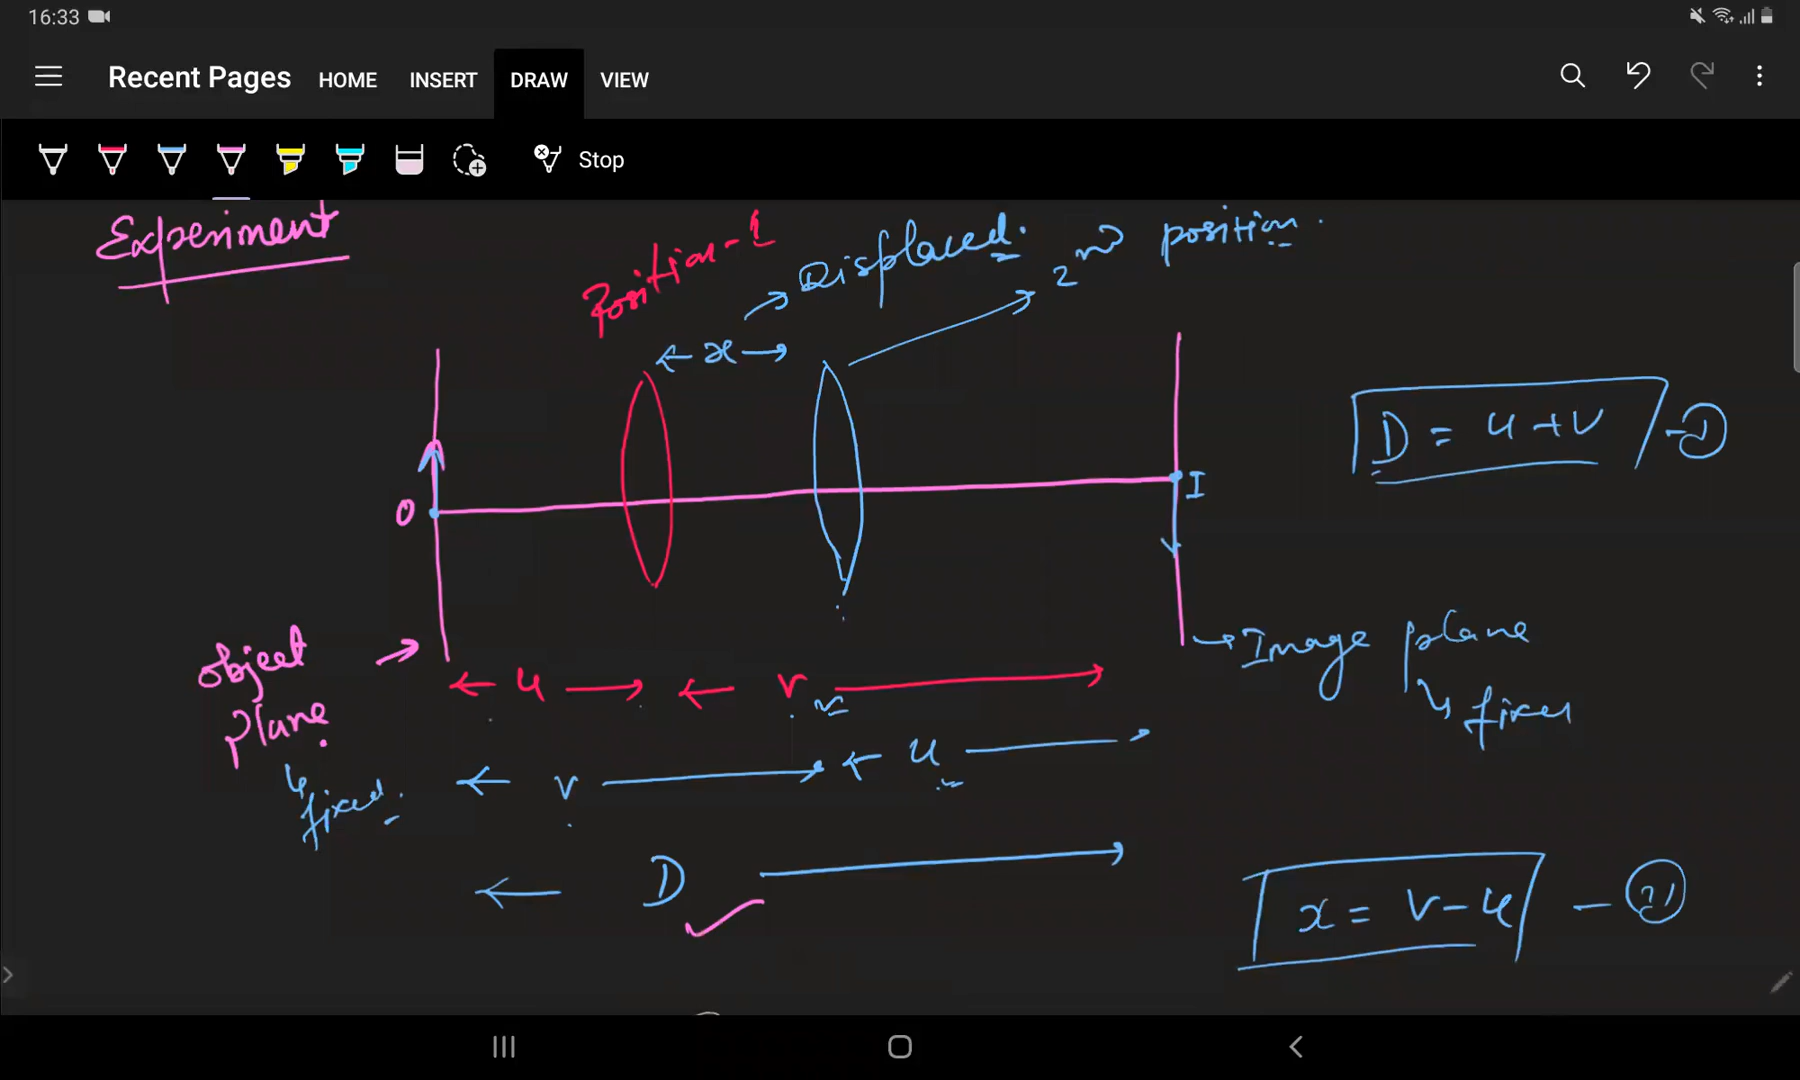 16:33
Recent Pages HOME INSERT DRAW VIEW
Stop
Experiment
Position-1
Displaced.
2nd position.
← x →
D = u + v - 1
O
I
Object plane
fixed.
Image plane
fixed
← u → ← v →
← v → ← u →
← D →
x = v - u -